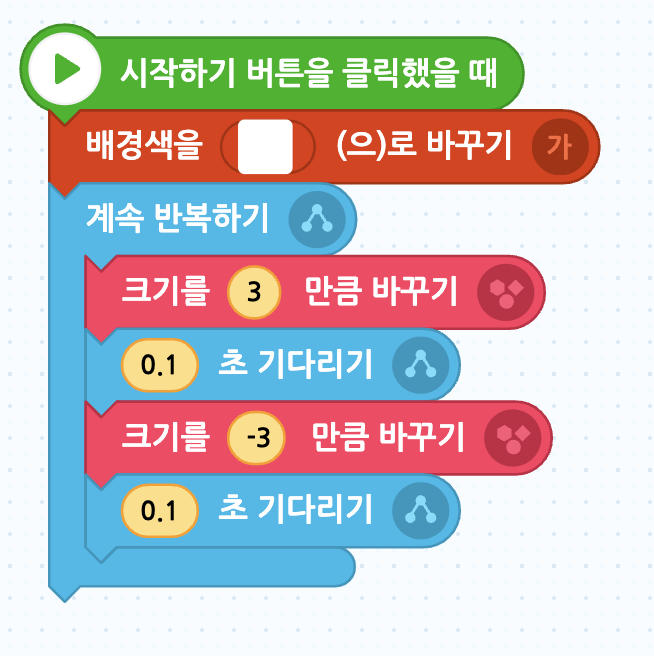 시작하기 버튼을 클릭했을 때
배경색을 (으)로 바꾸기 가
계속 반복하기
크기를 3 만큼 바꾸기
0.1 초 기다리기
크기를 -3 만큼 바꾸기
0.1 초 기다리기